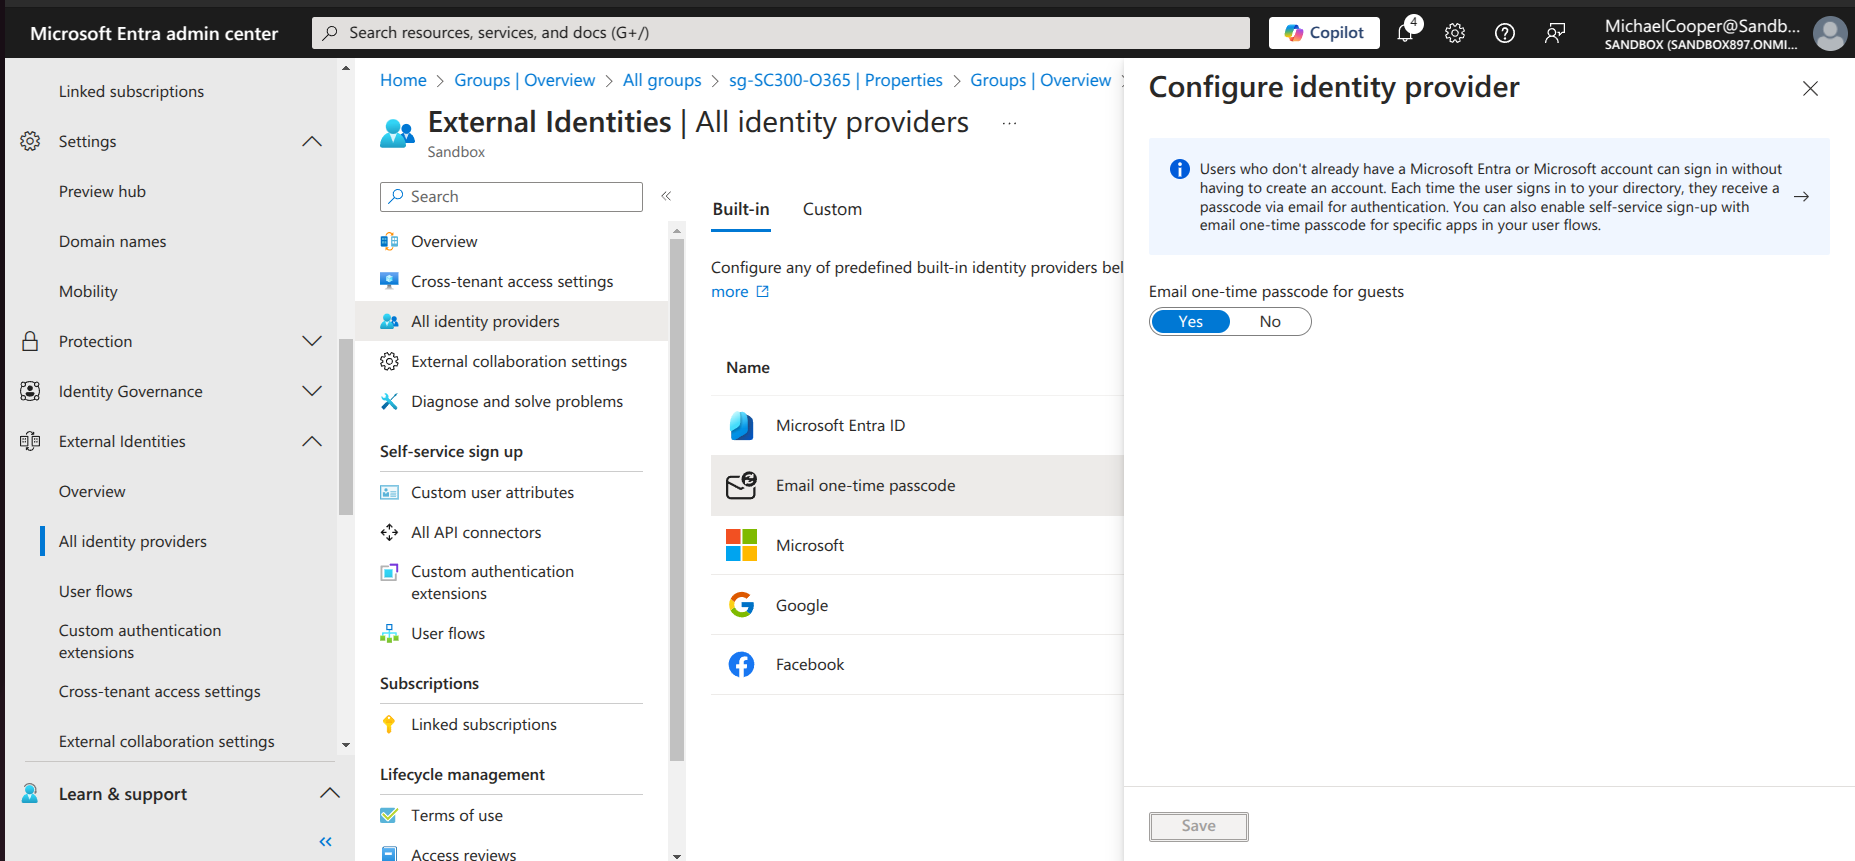 Microsoft Entra admin center
Search resources, services, and docs (G+/)
Copilot
4
MichaelCooper@Sandb...
SANDBOX (SANDBOX897.ONMI...
Linked subscriptions
Settings
Preview hub
Domain names
Mobility
Protection
Identity Governance
External Identities
Overview
All identity providers
User flows
Custom authentication
extensions
Cross-tenant access settings
External collaboration settings
Learn & support
Home > Groups | Overview > All groups > sg-SC300-O365 | Properties > Groups | Overview >
External Identities | All identity providers ...
Sandbox
Search
Overview
Cross-tenant access settings
All identity providers
External collaboration settings
Diagnose and solve problems
Self-service sign up
Custom user attributes
All API connectors
Custom authentication
extensions
User flows
Subscriptions
Linked subscriptions
Lifecycle management
Terms of use
Access reviews
Built-in Custom
Configure any of predefined built-in identity providers bel
more
Name
Microsoft Entra ID
Email one-time passcode
Microsoft
Google
Facebook
Configure identity provider
Users who don't already have a Microsoft Entra or Microsoft account can sign in without
having to create an account. Each time the user signs in to your directory, they receive a
passcode via email for authentication. You can also enable self-service sign-up with
email one-time passcode for specific apps in your user flows.
Email one-time passcode for guests
Yes No
Save